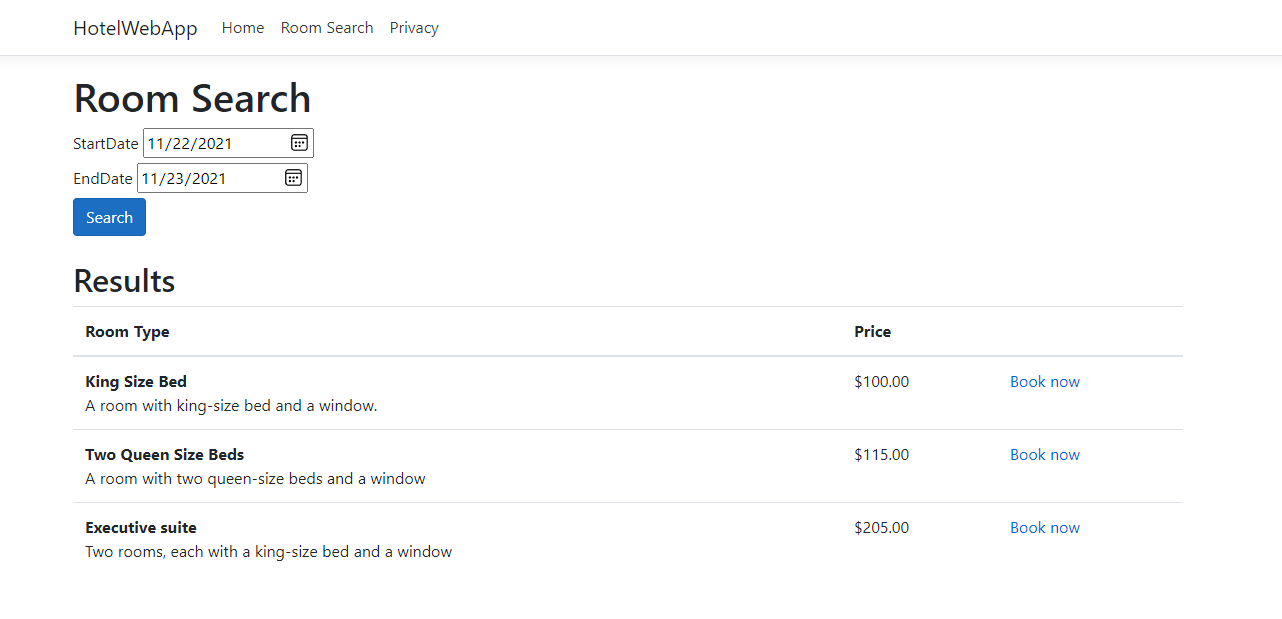 HotelWebApp Home Room Search Privacy
Room Search
StartDate 11/22/2021
EndDate 11/23/2021
Search
Results
Room Type Price
King Size Bed $100.00 Book now
A room with king-size bed and a window.
Two Queen Size Beds $115.00 Book now
A room with two queen-size beds and a window
Executive suite $205.00 Book now
Two rooms, each with a king-size bed and a window